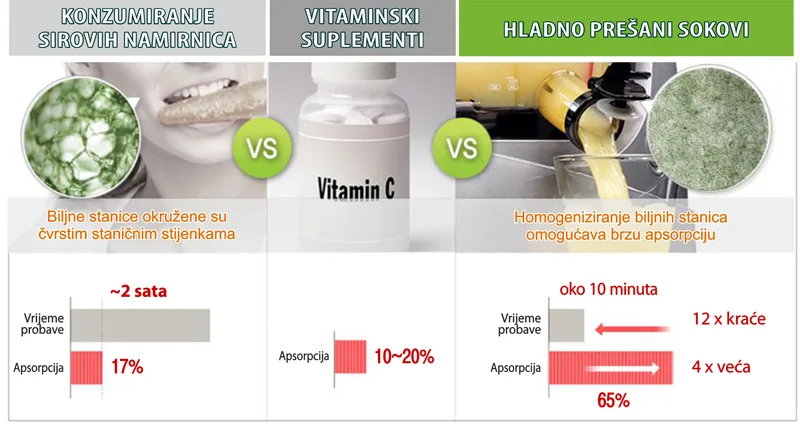 KONZUMIRANJE
SIROVIH NAMIRNICA
VITAMINSKI
SUPLEMENTI
HLADNO PREŠANI SOKOVI
VS
VS
Vitamin C
Biljne stanice okružene su
čvrstim staničnim stijenkama
Homogeniziranje biljnih stanica
omogućava brzu apsorpciju
~2 sata
Vrijeme
probave
Apsorpcija
17%
Apsorpcija
10~20%
oko 10 minuta
Vrijeme
probave
12 x kraće
Apsorpcija
4 x veća
65%